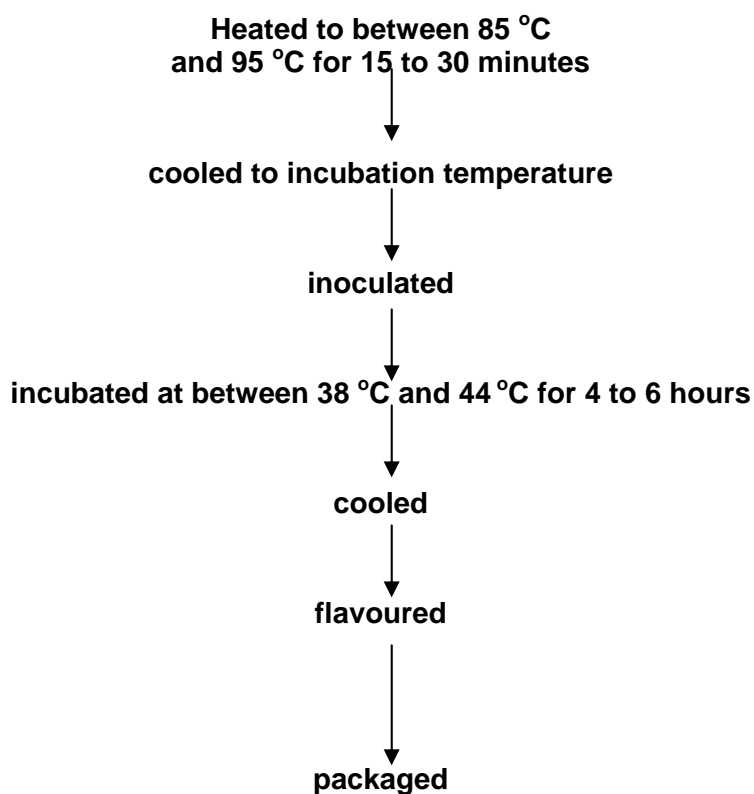 Heated to between 85 °C
and 95 °C for 15 to 30 minutes
cooled to incubation temperature
inoculated
incubated at between 38 °C and 44 °C for 4 to 6 hours
cooled
flavoured
packaged